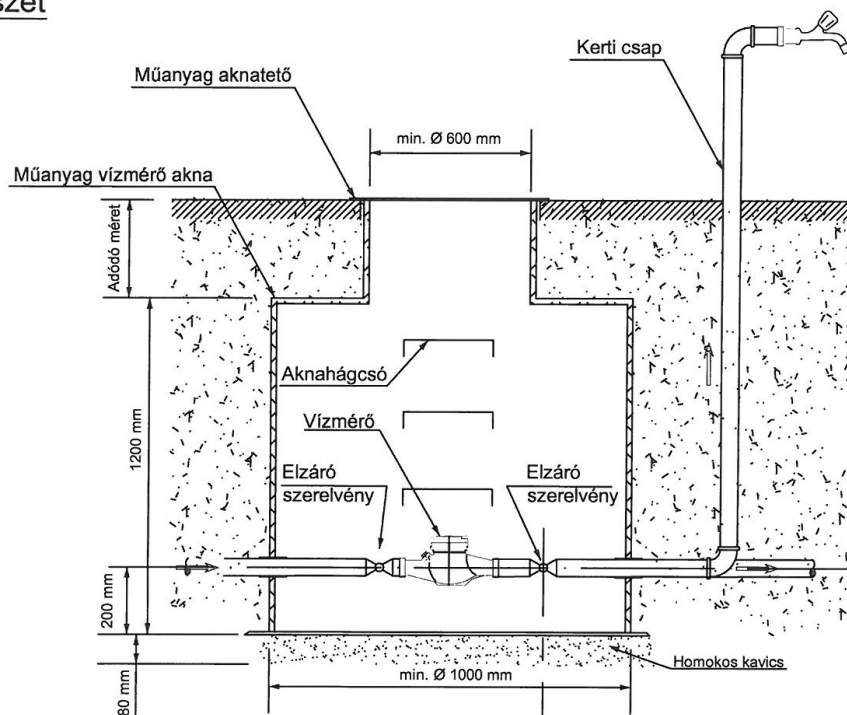 Kerti csap
Műanyag aknatető
min. Ø 600 mm
Műanyag vízmérő akna
Adódó méret
Aknahágcsó
1200 mm
Vízmérő
Elzáró
szerelvény
Elzáró
szerelvény
200 mm
Homokos kavics
min. Ø 1000 mm
80 mm